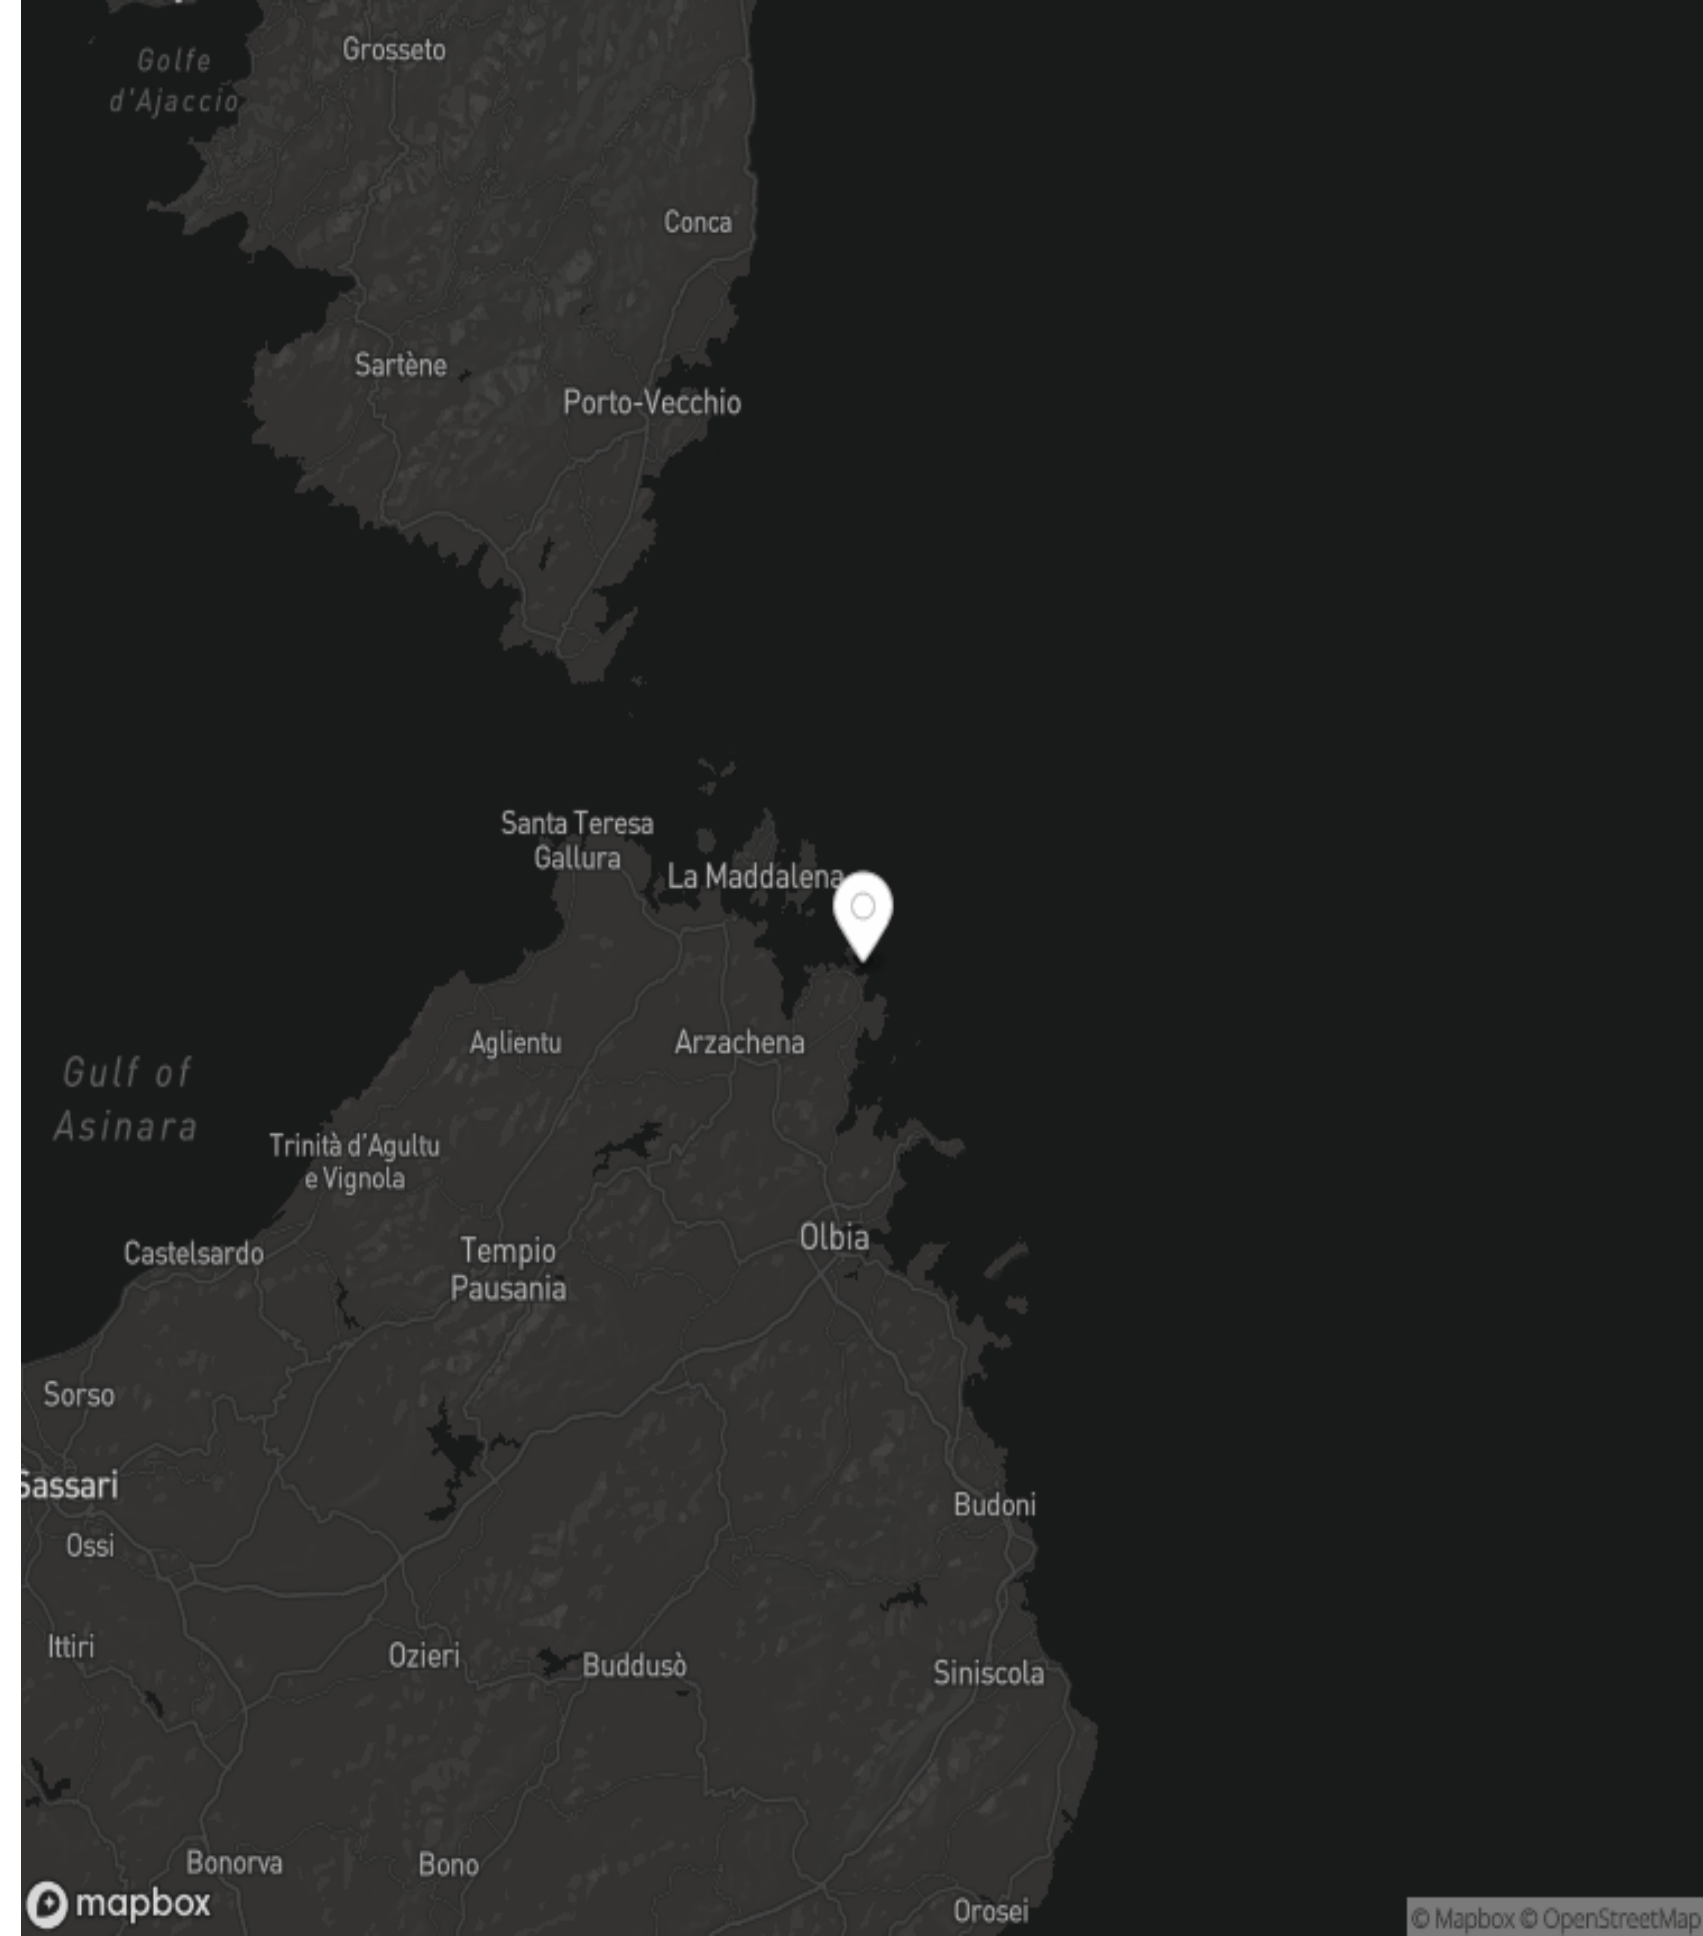 Grosseto
Golfe
d'Ajaccio
Conca
Sartène
Porto-Vecchio
Santa Teresa
Gallura
La Maddalena
Aglientu
Arzachena
Gulf of
Asinara
Trinità d'Agultu
e Vignola
Castelsardo
Tempio
Pausania
Olbia
Sorso
Sassari
Budoni
Ossi
Ittiri
Ozieri
Buddusò
Siniscola
Bonorva
Bono
mapbox
Orosei
© Mapbox © OpenStreetMap